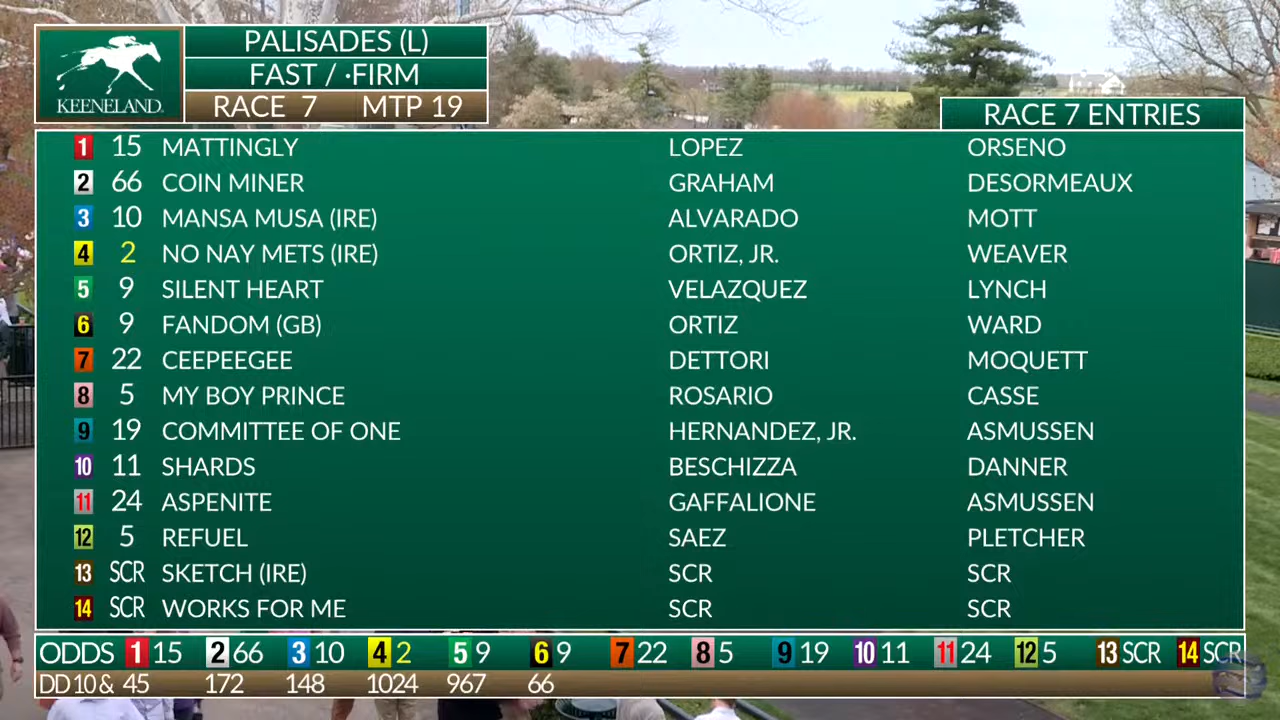 KEENELAND
PALISADES (L)
FAST / ·FIRM
RACE 7 MTP 19
RACE 7 ENTRIES
1 15 MATTINGLY LOPEZ ORSENO
2 66 COIN MINER GRAHAM DESORMEAUX
3 10 MANSA MUSA (IRE) ALVARADO MOTT
4 2 NO NAY METS (IRE) ORTIZ, JR. WEAVER
5 9 SILENT HEART VELAZQUEZ LYNCH
6 9 FANDOM (GB) ORTIZ WARD
7 22 CEEPEEGEE DETTORI MOQUETT
8 5 MY BOY PRINCE ROSARIO CASSE
9 19 COMMITTEE OF ONE HERNANDEZ, JR. ASMUSSEN
10 11 SHARDS BESCHIZZA DANNER
11 24 ASPENITE GAFFALIONE ASMUSSEN
12 5 REFUEL SAEZ PLETCHER
13 SCR SKETCH (IRE) SCR SCR
14 SCR WORKS FOR ME SCR SCR
ODDS 1 15 2 66 3 10 4 2 5 9 6 9 7 22 8 5 9 19 10 11 11 24 12 5 13 SCR 14 SCR
DD 10 & 45 172 148 1024 967 66